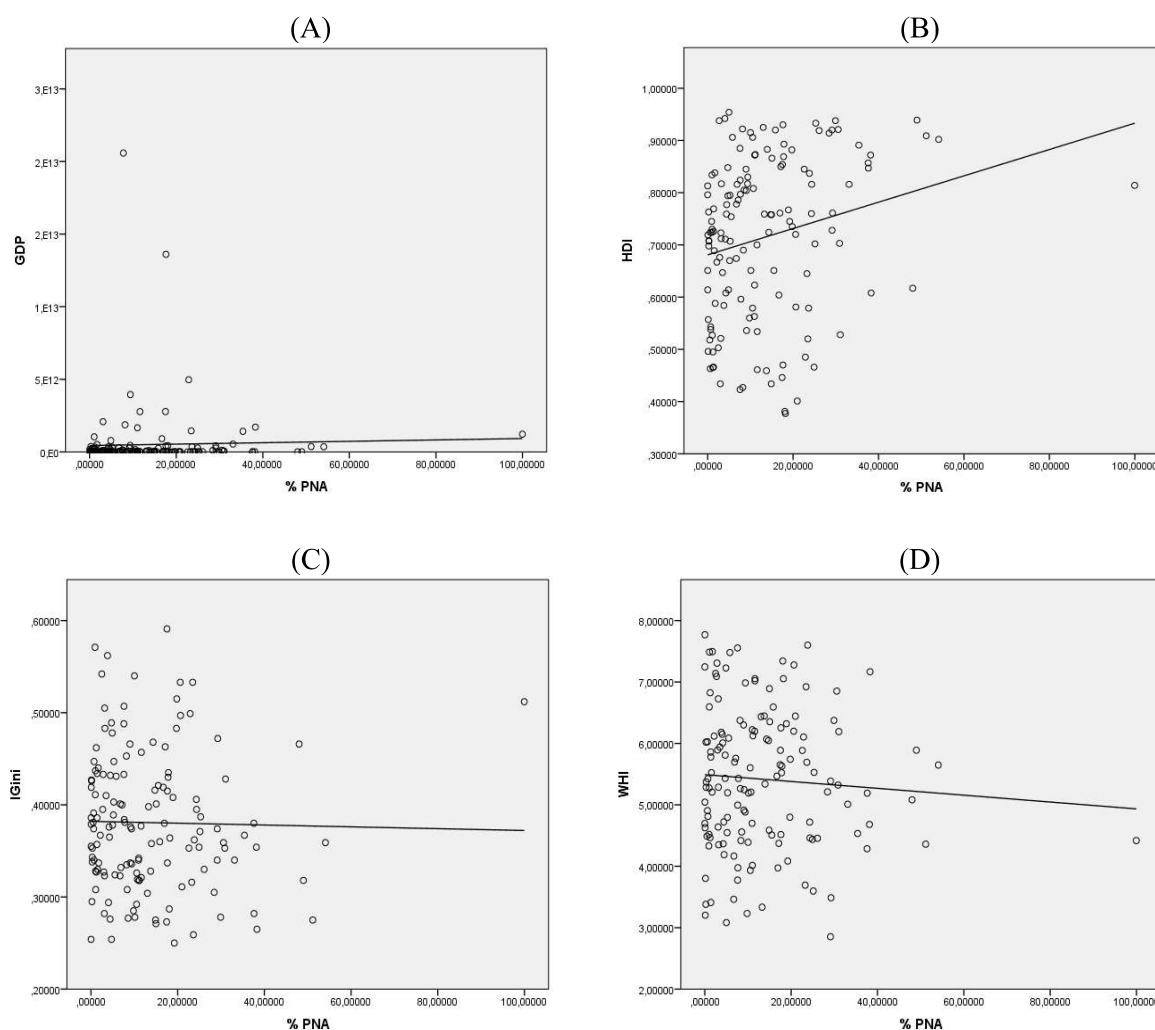 (A)
3,E13
2,E13
2,E13
1,E13
5,E12
0,E0
GDP
,00000 20,00000 40,00000 60,00000 80,00000 100,00000
% PNA
(B)
1,00000
,90000
,80000
,70000
,60000
,50000
,40000
,30000
HDI
,00000 20,00000 40,00000 60,00000 80,00000 100,00000
% PNA
(C)
,60000
,50000
,40000
,30000
,20000
IGini
,00000 20,00000 40,00000 60,00000 80,00000 100,00000
% PNA
(D)
8,00000
7,00000
6,00000
5,00000
4,00000
3,00000
2,00000
WHI
,00000 20,00000 40,00000 60,00000 80,00000 100,00000
% PNA